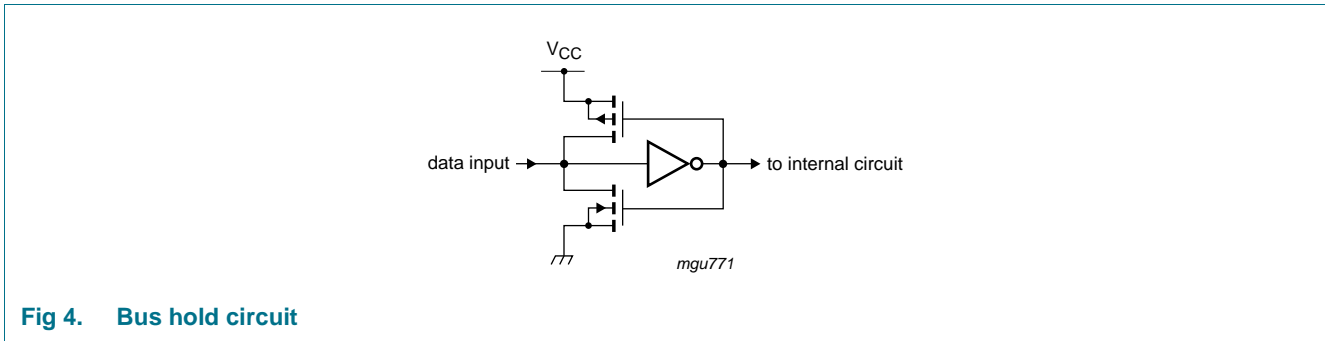 VCC
data input
to internal circuit
mgu771
Fig 4. Bus hold circuit